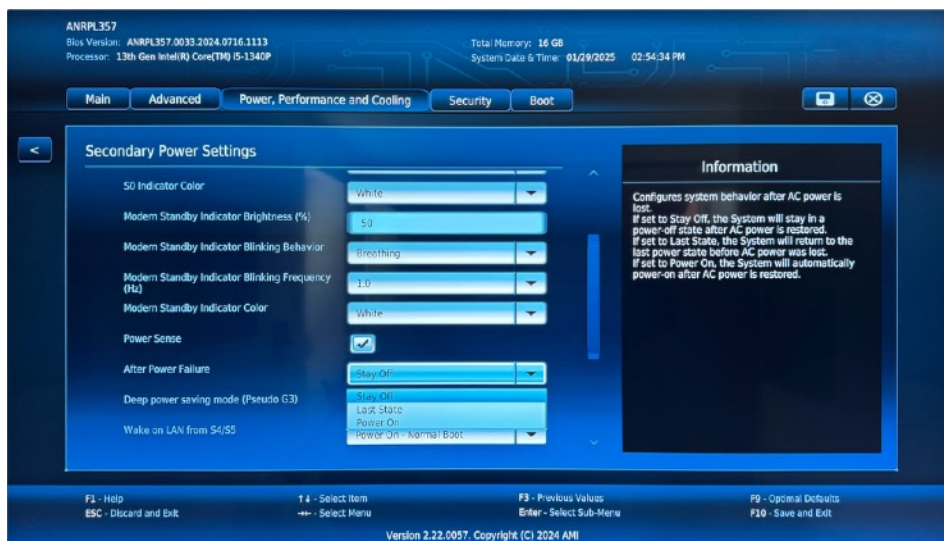 ANRPL357
Bios Version: ANRPL357.0033.2024.0716.1113
Processor: 13th Gen Intel(R) Core(TM) i5-1340P
Total Memory: 16 GB
System Date & Time: 01/29/2025 02:54:34 PM
Main
Advanced
Power, Performance and Cooling
Security
Boot
<
Secondary Power Settings
S0 Indicator Color
White
Modern Standby Indicator Brightness (%)
50
Modern Standby Indicator Blinking Behavior
Breathing
Modern Standby Indicator Blinking Frequency
(Hz)
1.0
Modern Standby Indicator Color
White
Power Sense
After Power Failure
Stay Off
Stay Off
Last State
Power On
Deep power saving mode (Pseudo G3)
Wake on LAN from S4/S5
Power On - Normal Boot
Information
Configures system behavior after AC power is
lost.
If set to Stay Off, the System will stay in a
power-off state after AC power is restored.
If set to Last State, the System will return to the
last power state before AC power was lost.
If set to Power On, the System will automatically
power-on after AC power is restored.
F1 - Help
↑↓ - Select Item
F3 - Previous Values
F9 - Optimal Defaults
ESC - Discard and Exit
→← - Select Menu
Enter - Select Sub-Menu
F10 - Save and Exit
Version 2.22.0057. Copyright (C) 2024 AMI